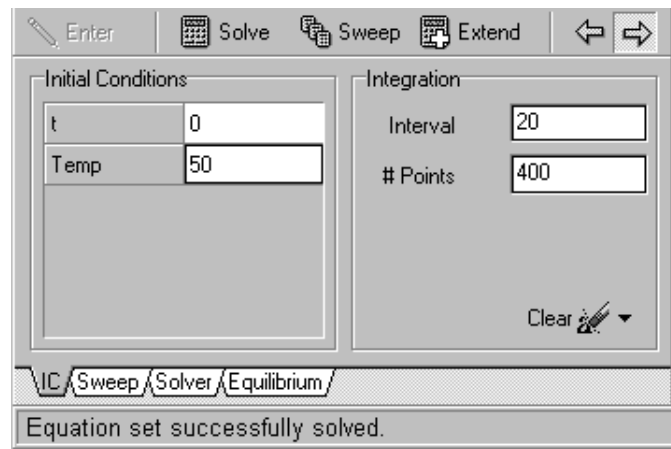 Enter Solve Sweep Extend
Initial Conditions
t 0
Temp 50
Integration
Interval 20
# Points 400
Clear
IC Sweep Solver Equilibrium
Equation set successfully solved.